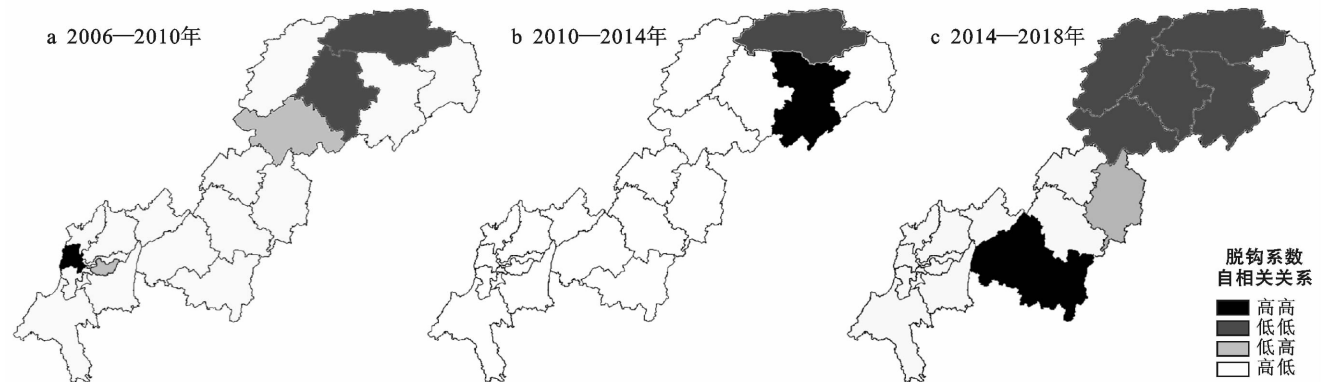 a 2006—2010年
b 2010—2014年
c 2014—2018年
脱钩系数
自相关关系
高高
低低
低高
高低